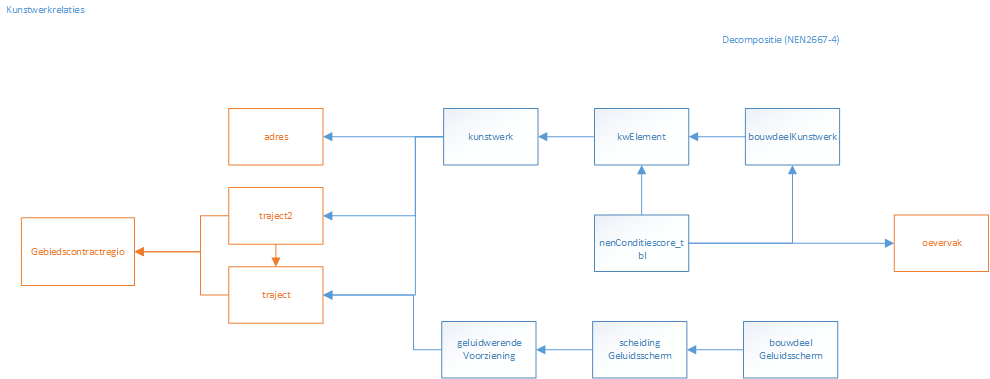 Kunstwerkrelaties
Decompositie (NEN2667-4)
adres
kunstwerk
kwElement
bouwdeelKunstwerk
traject2
Gebiedscontractregio
nenConditiescore_t
bl
oevervak
traject
geluidwerende
Voorziening
scheiding
Geluidsscherm
bouwdeel
Geluidsscherm